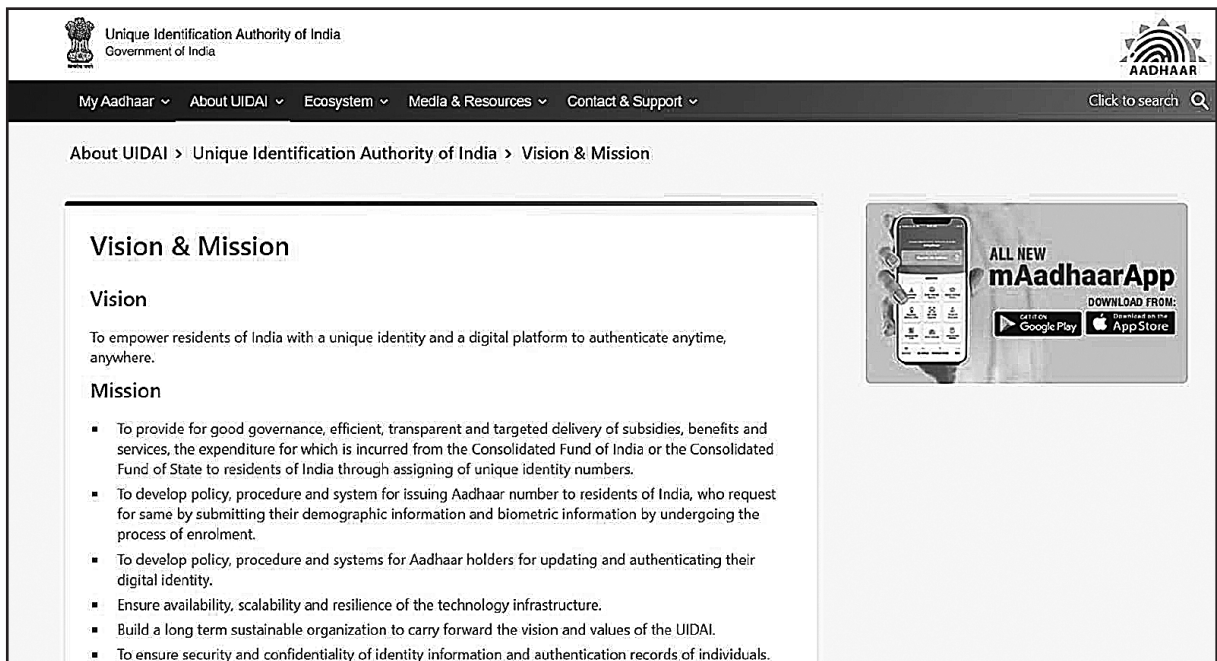 Unique Identification Authority of India
Government of India
AADHAAR
My Aadhaar About UIDAI Ecosystem Media & Resources Contact & Support Click to search
About UIDAI > Unique Identification Authority of India > Vision & Mission
Vision & Mission
Vision
To empower residents of India with a unique identity and a digital platform to authenticate anytime,
anywhere.
Mission
▪ To provide for good governance, efficient, transparent and targeted delivery of subsidies, benefits and
services, the expenditure for which is incurred from the Consolidated Fund of India or the Consolidated
Fund of State to residents of India through assigning of unique identity numbers.
▪ To develop policy, procedure and system for issuing Aadhaar number to residents of India, who request
for same by submitting their demographic information and biometric information by undergoing the
process of enrolment.
▪ To develop policy, procedure and systems for Aadhaar holders for updating and authenticating their
digital identity.
▪ Ensure availability, scalability and resilience of the technology infrastructure.
▪ Build a long term sustainable organization to carry forward the vision and values of the UIDAI.
▪ To ensure security and confidentiality of identity information and authentication records of individuals.
ALL NEW
mAadhaarApp
DOWNLOAD FROM:
GET IT ON
Google Play
Download on the
App Store